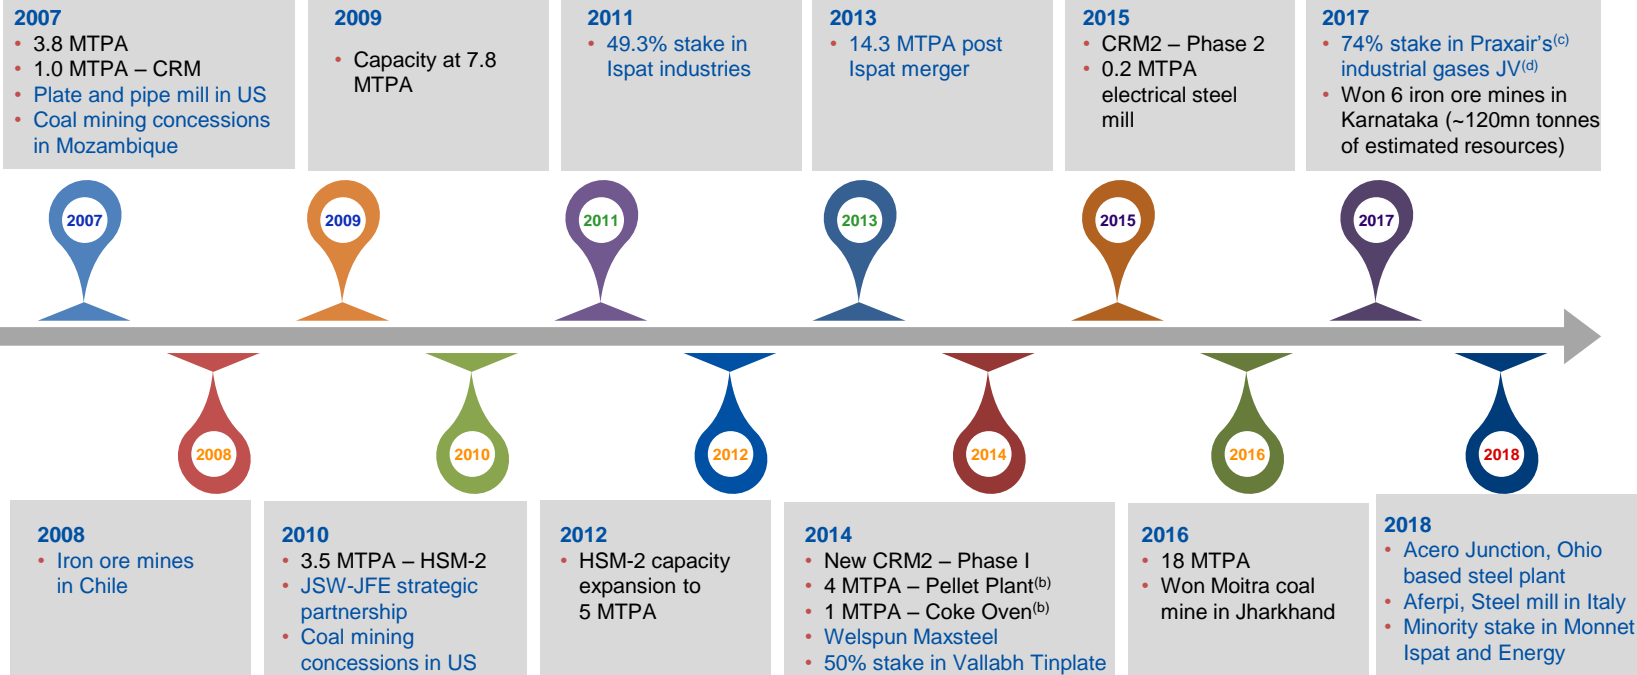 2007
• 3.8 MTPA
• 1.0 MTPA – CRM
• Plate and pipe mill in US
• Coal mining concessions
in Mozambique
2009
• Capacity at 7.8
MTPA
2011
• 49.3% stake in
Ispat industries
2013
• 14.3 MTPA post
Ispat merger
2015
• CRM2 – Phase 2
• 0.2 MTPA
electrical steel
mill
2017
• 74% stake in Praxair's(c)
industrial gases JV(d)
• Won 6 iron ore mines in
Karnataka (~120mn tonnes
of estimated resources)
2007
2009
2011
2013
2015
2017
2008
2010
2012
2014
2016
2018
2008
• Iron ore mines
in Chile
2010
• 3.5 MTPA – HSM-2
• JSW-JFE strategic
partnership
• Coal mining
concessions in US
2012
• HSM-2 capacity
expansion to
5 MTPA
2014
• New CRM2 – Phase I
• 4 MTPA – Pellet Plant(b)
• 1 MTPA – Coke Oven(b)
• Welspun Maxsteel
• 50% stake in Vallabh Tinplate
2016
• 18 MTPA
• Won Moitra coal
mine in Jharkhand
2018
• Acero Junction, Ohio
based steel plant
• Aferpi, Steel mill in Italy
• Minority stake in Monnet
Ispat and Energy